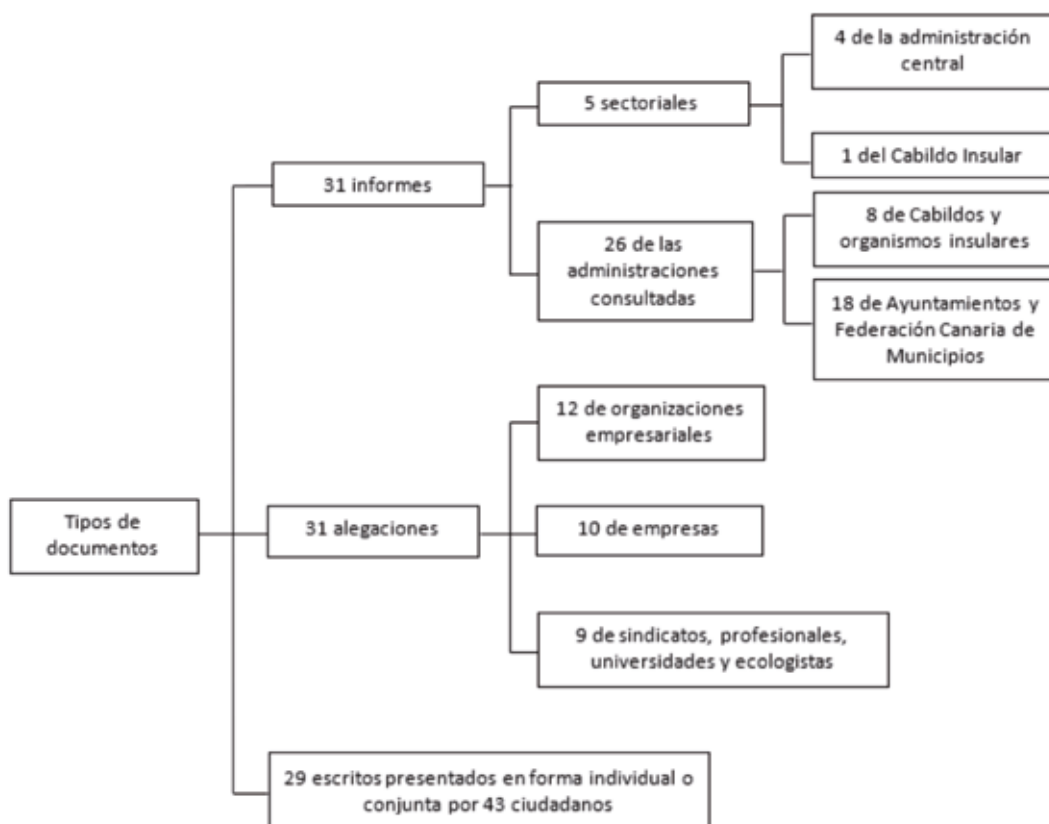 4 de la administración
central
5 sectoriales
1 del Cabildo Insular
31 informes
8 de Cabildos y
organismos insulares
26 de las
administraciones
consultadas
18 de Ayuntamientos y
Federación Canaria de
Municipios
12 de organizaciones
empresariales
Tipos de
documentos
31 alegaciones
10 de empresas
9 de sindicatos, profesionales,
universidades y ecologistas
29 escritos presentados en forma individual o
conjunta por 43 ciudadanos